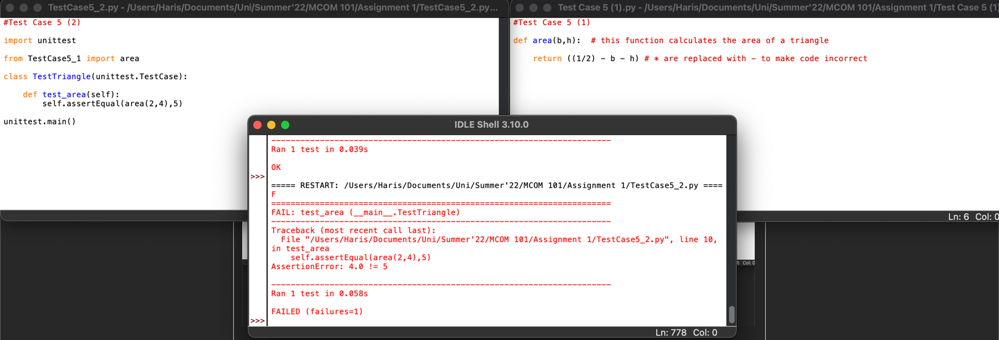 TestCase5_2.py - /Users/Haris/Documents/Uni/Summer'22/MCOM 101/Assignment 1/TestCase5_2.py...
#Test Case 5 (2)
import unittest
from TestCase5_1 import area
class TestTriangle(unittest.TestCase):
    def test_area(self):
        self.assertEqual(area(2,4),5)
unittest.main()
Test Case 5 (1).py - /Users/Haris/Documents/Uni/Summer'22/MCOM 101/Assignment 1/Test Case 5 (1)
#Test Case 5 (1)
def area(b,h):  # this function calculates the area of a triangle
    return ((1/2) - b - h) # * are replaced with - to make code incorrect
Ln: 6 Col: 0
IDLE Shell 3.10.0
----------------------------------------------------------------------
Ran 1 test in 0.039s
OK
>>>
===== RESTART: /Users/Haris/Documents/Uni/Summer'22/MCOM 101/Assignment 1/TestCase5_2.py ====
F
======================================================================
FAIL: test_area (__main__.TestTriangle)
----------------------------------------------------------------------
Traceback (most recent call last):
  File "/Users/Haris/Documents/Uni/Summer'22/MCOM 101/Assignment 1/TestCase5_2.py", line 10,
in test_area
    self.assertEqual(area(2,4),5)
AssertionError: 4.0 != 5
----------------------------------------------------------------------
Ran 1 test in 0.058s
FAILED (failures=1)
>>>
Ln: 778 Col: 0
6 Col: 0